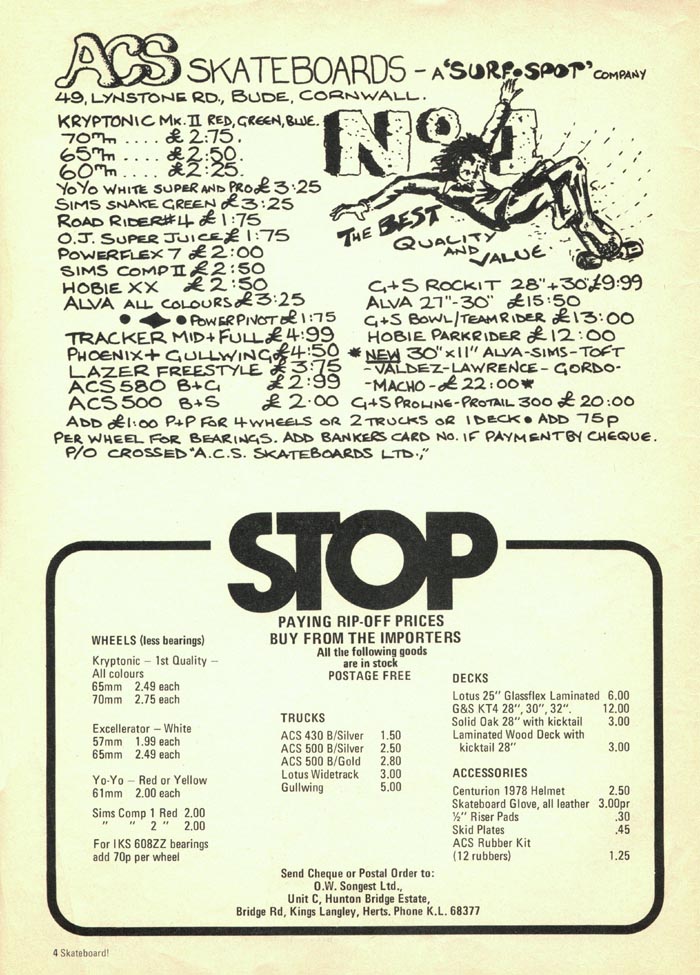 ACS SKATEBOARDS - A 'SURF•SPOT' COMPANY
49, LYNSTONE RD., BUDE, CORNWALL.
KRYPTONIC MK. II RED, GREEN, BLUE.
70mm .... £2:75.
65mm .... £2:50.
60mm .... £2:25.
YOYO WHITE SUPER AND PRO £3:25
SIMS SNAKE GREEN £3:25
ROAD RIDER#4 £1:75
O.J. SUPER JUICE £1:75
POWERFLEX 7 £2:00
SIMS COMP II £2:50
HOBIE XX £2:50
ALVA ALL COLOURS £3:25
POWERPIVOT £1:75
TRACKER MID+FULL £4:99
PHOENIX+GULLWING £4:50
LAZER FREESTYLE £3:75
ACS 580 B+G £2:99
ACS 500 B+S £2:00
Nº1
THE BEST
QUALITY
AND
VALUE
G+S ROCKIT 28"+30" £9:99
ALVA 27"-30" £15:50
G+S BOWL/TEAMRIDER £13:00
HOBIE PARKRIDER £12:00
*NEW 30"x11" ALVA-SIMS-TOFT
-VALDEZ-LAWRENCE-GORDO-
-MACHO-£22:00*
G+S PROLINE-PROTAIL 300 £20:00
ADD £1:00 P+P FOR 4 WHEELS OR 2 TRUCKS OR 1 DECK • ADD 75p
PER WHEEL FOR BEARINGS. ADD BANKERS CARD NO. IF PAYMENT BY CHEQUE.
P/O CROSSED "A.C.S. SKATEBOARDS LTD.,"
STOP
PAYING RIP-OFF PRICES
BUY FROM THE IMPORTERS
All the following goods
are in stock
POSTAGE FREE
WHEELS (less bearings)
Kryptonic – 1st Quality –
All colours
65mm 2.49 each
70mm 2.75 each
Excellerator – White
57mm 1.99 each
65mm 2.49 each
Yo-Yo – Red or Yellow
61mm 2.00 each
Sims Comp 1 Red 2.00
" " 2 " 2.00
For IKS 608ZZ bearings
add 70p per wheel
TRUCKS
ACS 430 B/Silver 1.50
ACS 500 B/Silver 2.50
ACS 500 B/Gold 2.80
Lotus Widetrack 3.00
Gullwing 5.00
DECKS
Lotus 25" Glassflex Laminated 6.00
G&S KT4 28", 30", 32". 12.00
Solid Oak 28" with kicktail 3.00
Laminated Wood Deck with
kicktail 28" 3.00
ACCESSORIES
Centurion 1978 Helmet 2.50
Skateboard Glove, all leather 3.00pr
½" Riser Pads .30
Skid Plates .45
ACS Rubber Kit
(12 rubbers) 1.25
Send Cheque or Postal Order to:
O.W. Songest Ltd.,
Unit C, Hunton Bridge Estate,
Bridge Rd, Kings Langley, Herts. Phone K.L. 68377
4 Skateboard!